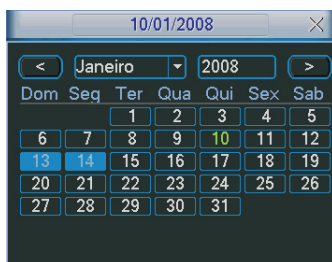 10/01/2008
< Janeiro 2008 >
Dom Seg Ter Qua Qui Sex Sab
1 2 3 4 5
6 7 8 9 10 11 12
13 14 15 16 17 18 19
20 21 22 23 24 25 26
27 28 29 30 31